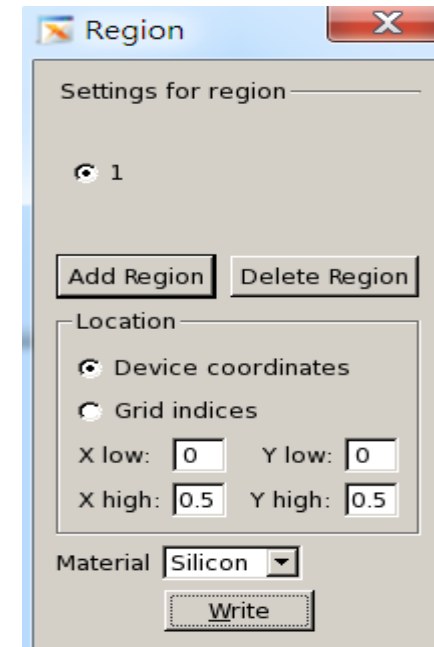 Region
Settings for region
1
Add Region Delete Region
Location
Device coordinates
Grid indices
X low: 0 Y low: 0
X high: 0.5 Y high: 0.5
Material Silicon
Write